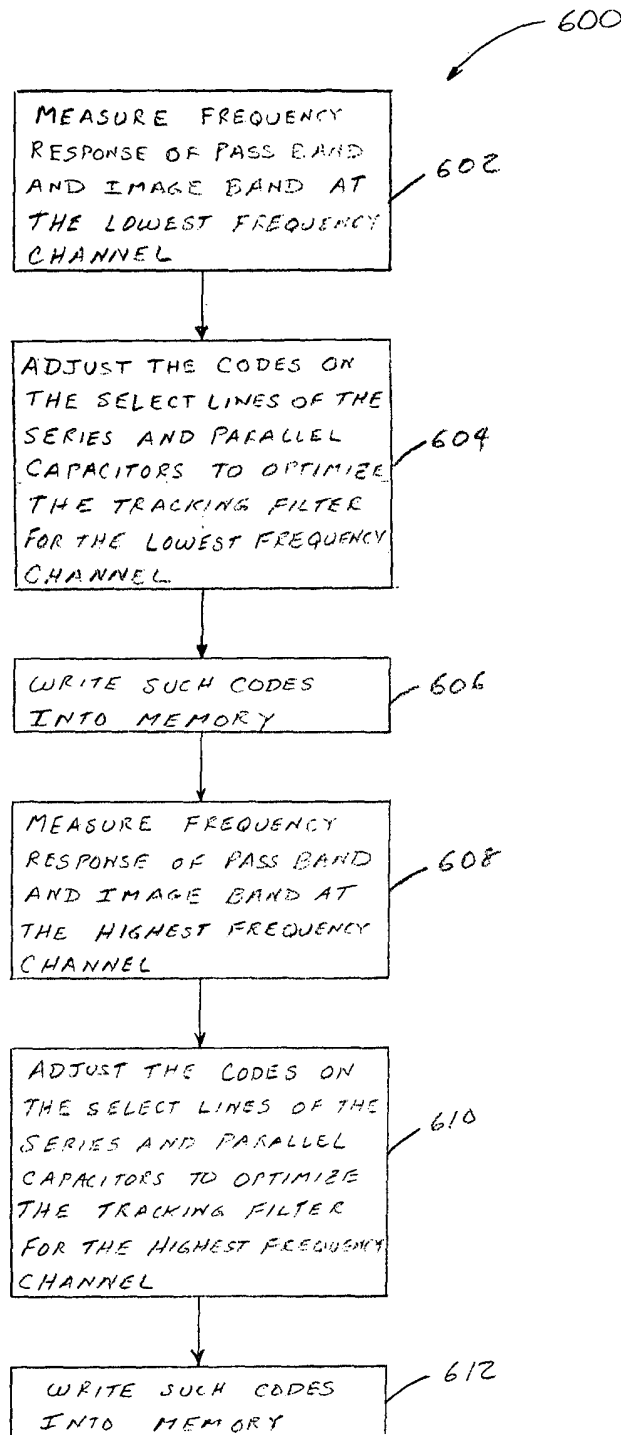 600
MEASURE FREQUENCY
RESPONSE OF PASS BAND
AND IMAGE BAND AT
THE LOWEST FREQUENCY
CHANNEL
602
ADJUST THE CODES ON
THE SELECT LINES OF THE
SERIES AND PARALLEL
CAPACITORS TO OPTIMIZE
THE TRACKING FILTER
FOR THE LOWEST FREQUENCY
CHANNEL
604
WRITE SUCH CODES
INTO MEMORY
606
MEASURE FREQUENCY
RESPONSE OF PASS BAND
AND IMAGE BAND AT
THE HIGHEST FREQUENCY
CHANNEL
608
ADJUST THE CODES ON
THE SELECT LINES OF THE
SERIES AND PARALLEL
CAPACITORS TO OPTIMIZE
THE TRACKING FILTER
FOR THE HIGHEST FREQUENCY
CHANNEL
610
WRITE SUCH CODES
INTO MEMORY
612